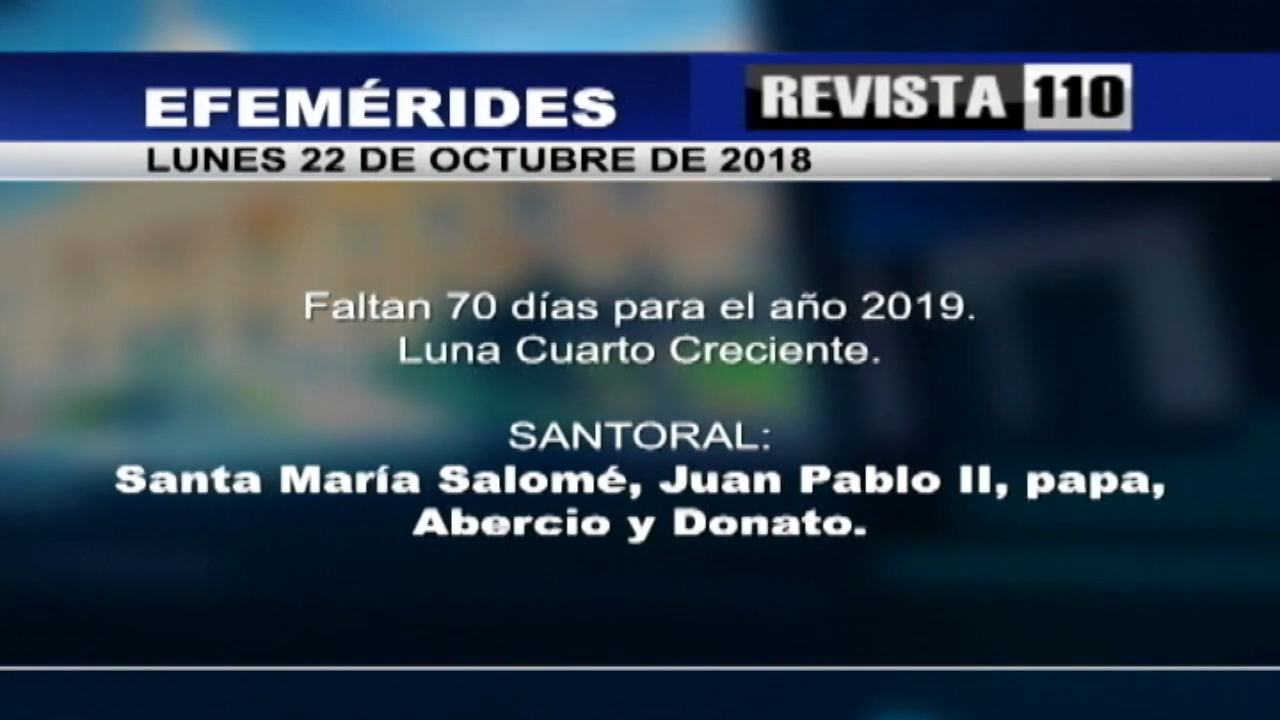 EFEMÉRIDES
REVISTA 110
LUNES 22 DE OCTUBRE DE 2018
Faltan 70 días para el año 2019.
Luna Cuarto Creciente.
SANTORAL:
Santa María Salomé, Juan Pablo II, papa,
Abercio y Donato.